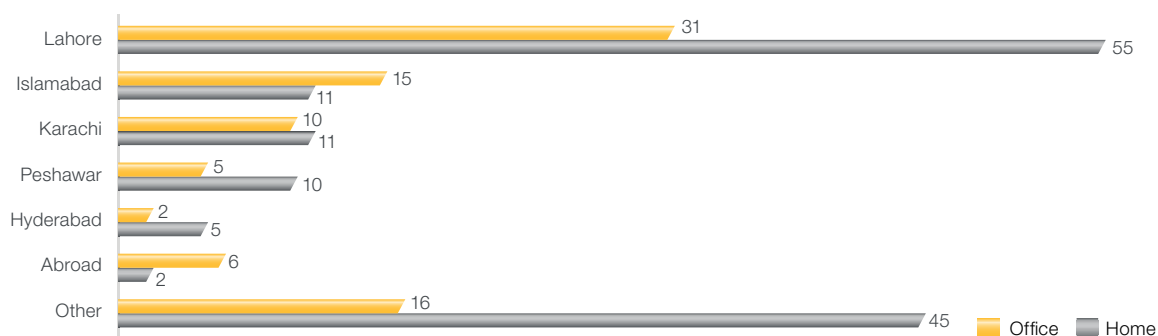 Lahore 31
55
Islamabad 15
11
Karachi 10
11
Peshawar 5
10
Hyderabad 2
5
Abroad 6
2
Other 16
45
Office Home